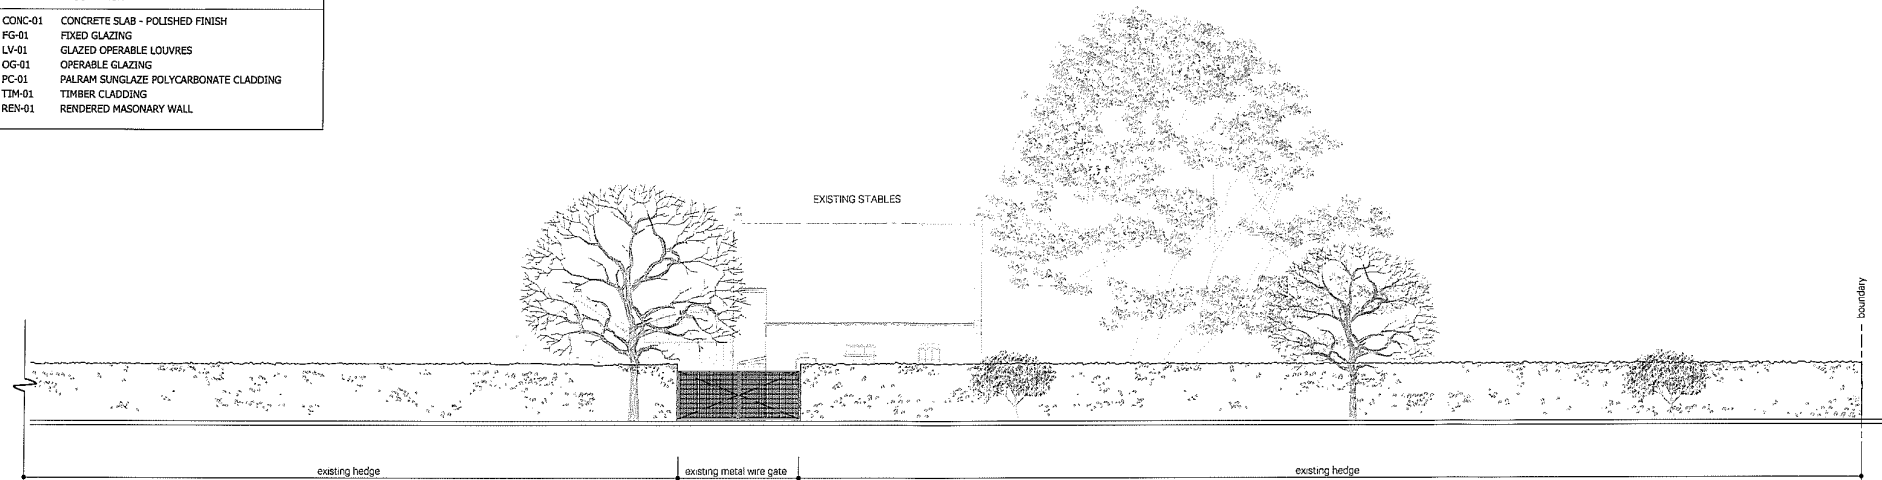 CONC-01 CONCRETE SLAB - POLISHED FINISH
FG-01 FIXED GLAZING
LV-01 GLAZED OPERABLE LOUVRES
OG-01 OPERABLE GLAZING
PC-01 PALRAM SUNGLAZE POLYCARBONATE CLADDING
TIM-01 TIMBER CLADDING
REN-01 RENDERED MASONARY WALL
EXISTING STABLES
boundary
existing hedge
existing metal wire gate
existing hedge